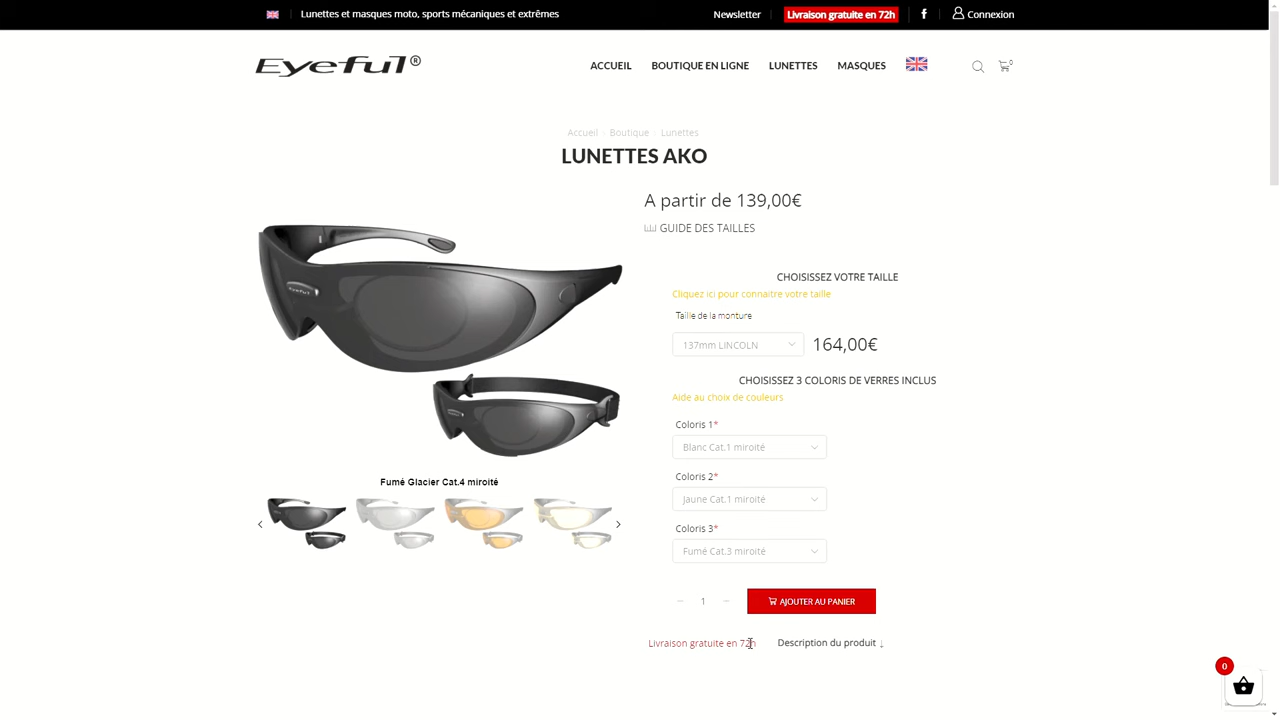 Lunettes et masques moto, sports mécaniques et extrêmes
Newsletter
Livraison gratuite en 72h
Connexion
Eyeful®
ACCUEIL
BOUTIQUE EN LIGNE
LUNETTES
MASQUES
0
Accueil
Boutique
Lunettes
LUNETTES AKO
A partir de 139,00€
GUIDE DES TAILLES
CHOISISSEZ VOTRE TAILLE
Cliquez ici pour connaitre votre taille
Taille de la monture
137mm LINCOLN
164,00€
CHOISISSEZ 3 COLORIS DE VERRES INCLUS
Aide au choix de couleurs
Coloris 1*
Blanc Cat.1 miroité
Coloris 2*
Jaune Cat.1 miroité
Coloris 3*
Fumé Cat.3 miroité
Eyeful
Fumé Glacier Cat.4 miroité
1
AJOUTER AU PANIER
Livraison gratuite en 72h
Description du produit ↓
0